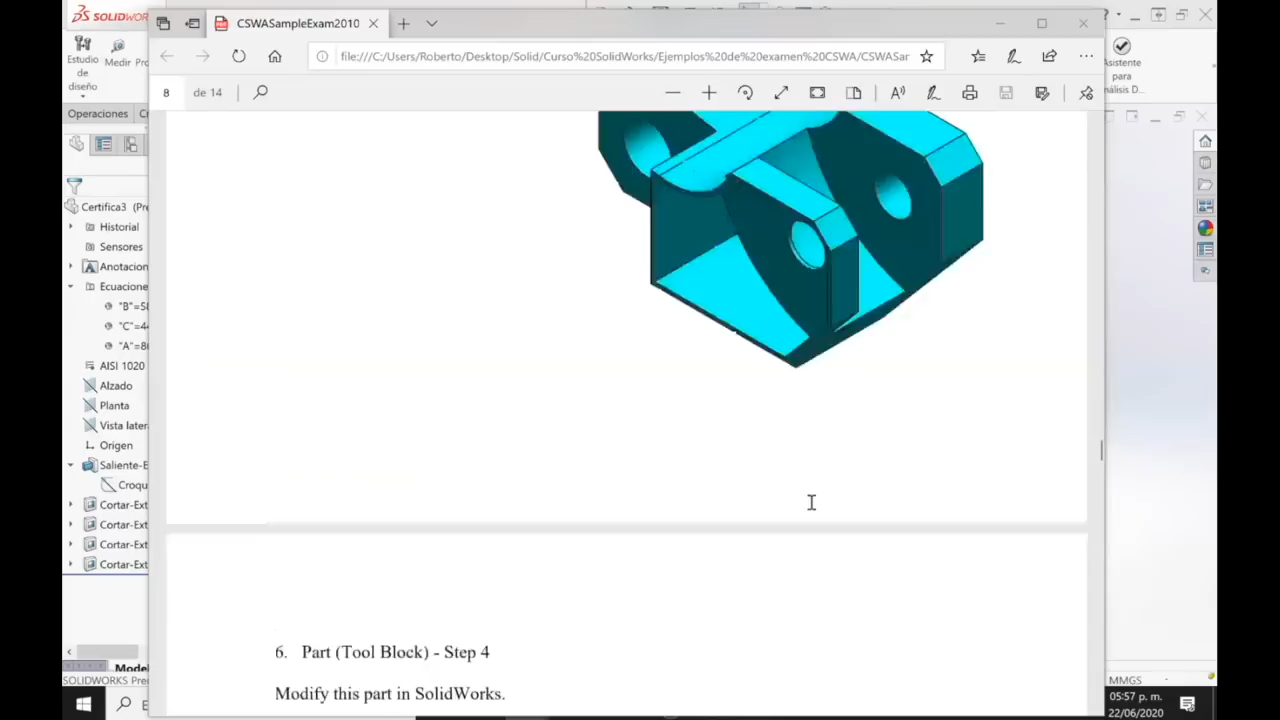 SOLIDWOR
CSWASampleExam2010
file:///C:/Users/Roberto/Desktop/Solid/Curso%20SolidWorks/Ejemplos%20de%20examen%20CSWA/CSWASar
8 de 14
Estudio
de
diseño
Medir
Operaciones
Asistente
para
Certifica3 (Pre
Historial
Sensores
Anotacion
Ecuacione
"B"=58
"C"=4
"A"=8
AISI 1020
Alzado
Planta
Vista later
Origen
Saliente-E
Croqu
Cortar-Ext
Cortar-Ext
Cortar-Ext
Cortar-Ext
6. Part (Tool Block) - Step 4
Modify this part in SolidWorks.
Model
SOLIDWORKS Pre
MMGS
05:57 p. m.
22/06/2020